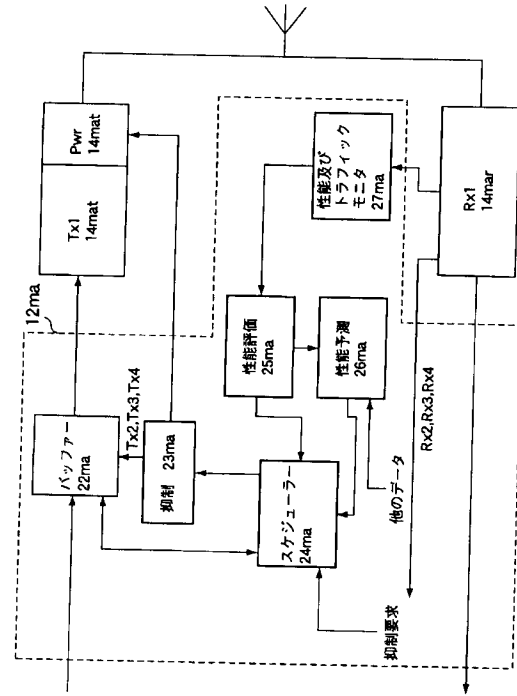 12ma
バッファー
22ma
Tx1
14mat
Pwr
14mat
Tx2,Tx3,Tx4
抑制 23ma
スケジューラー
24ma
性能評価
25ma
性能予測
26ma
性能及び
トラフィック
モニタ
27ma
抑制要求
他のデータ
Rx2,Rx3,Rx4
Rx1
14mar